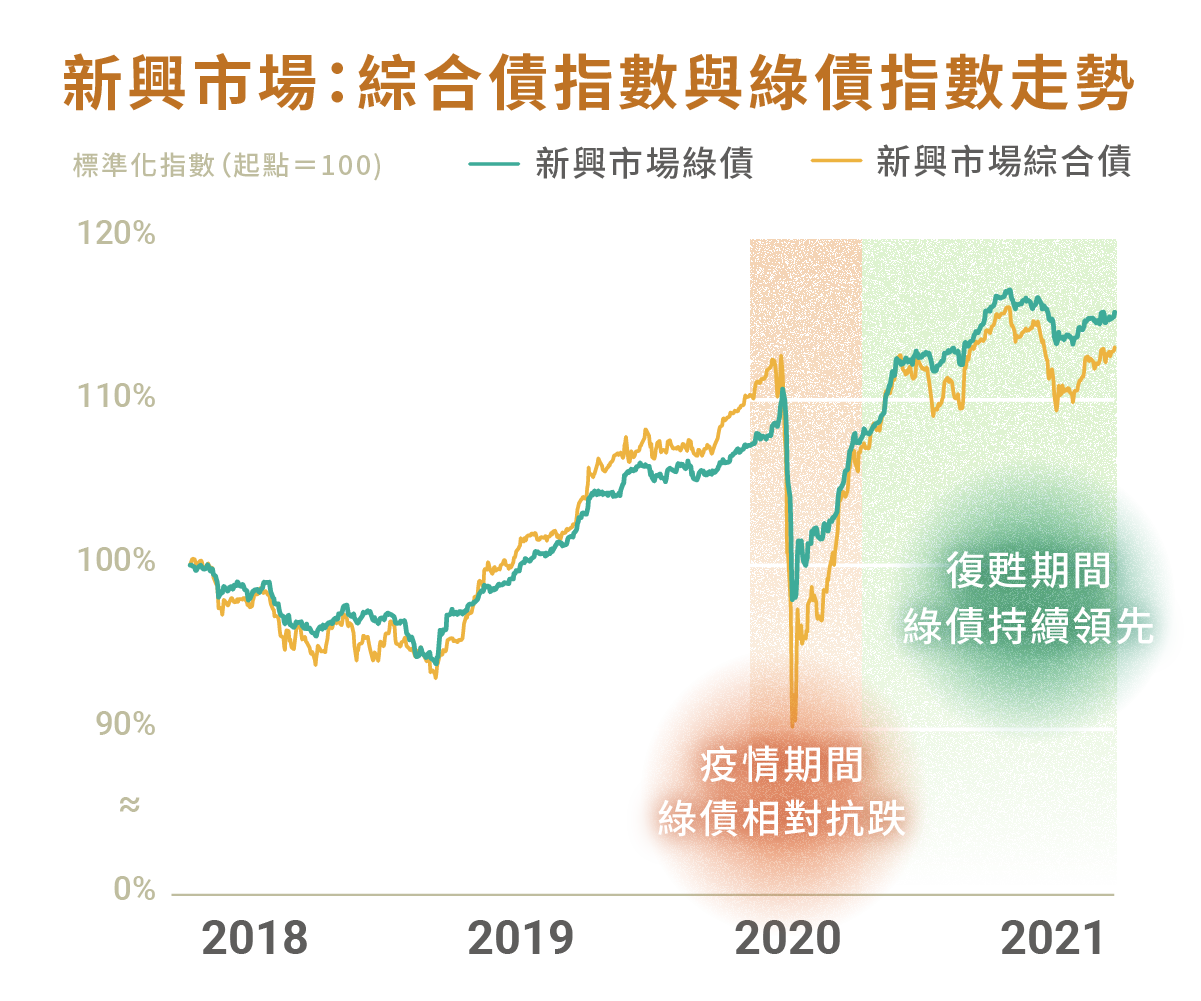 新興市場：綜合債指數與綠債指數走勢
標準化指數（起點＝100）
新興市場綠債
新興市場綜合債
120%
110%
100%
90%
≈
0%
復甦期間
綠債持續領先
疫情期間
綠債相對抗跌
2018
2019
2020
2021